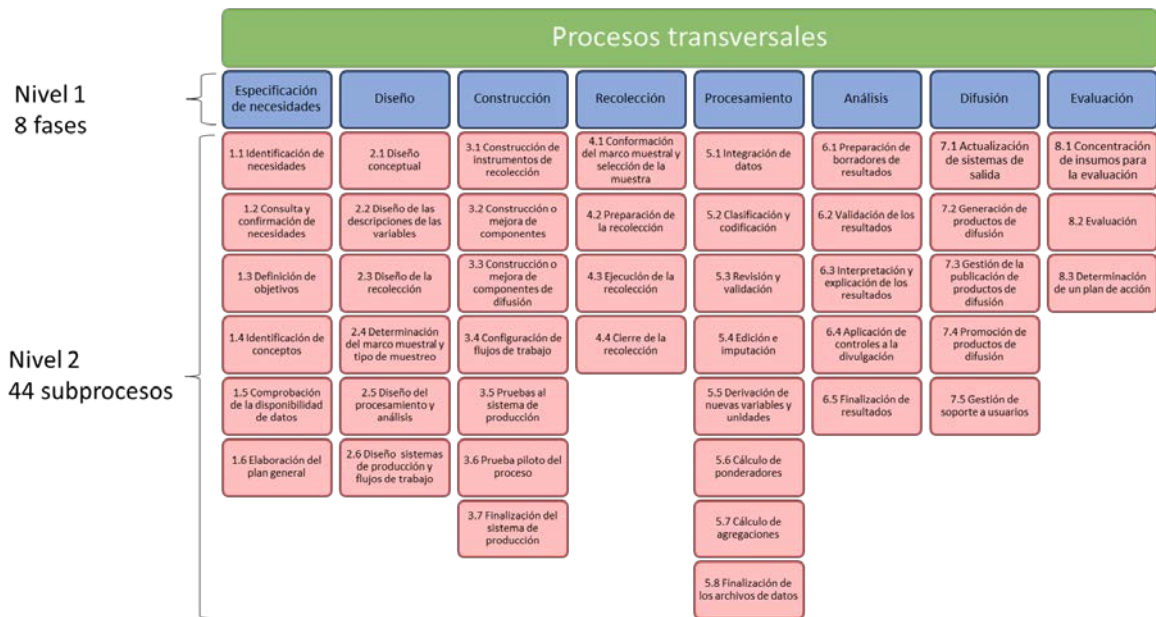 Procesos transversales
Nivel 1
8 fases
Especificación
de necesidades
Diseño
Construcción
Recolección
Procesamiento
Análisis
Difusión
Evaluación
Nivel 2
44 subprocesos
1.1 Identificación de
necesidades
1.2 Consulta y
confirmación de
necesidades
1.3 Definición de
objetivos
1.4 Identificación de
conceptos
1.5 Comprobación
de la disponibilidad
de datos
1.6 Elaboración del
plan general
2.1 Diseño
conceptual
2.2 Diseño de las
descripciones de las
variables
2.3 Diseño de la
recolección
2.4 Determinación
del marco muestral y
tipo de muestreo
2.5 Diseño del
procesamiento y
análisis
2.6 Diseño sistemas
de producción y
flujos de trabajo
3.1 Construcción de
instrumentos de
recolección
3.2 Construcción o
mejora de
componentes
3.3 Construcción o
mejora de
componentes de
difusión
3.4 Configuración de
flujos de trabajo
3.5 Pruebas al
sistema de
producción
3.6 Prueba piloto del
proceso
3.7 Finalización del
sistema de
producción
4.1 Conformación
del marco muestral y
selección de la
muestra
4.2 Preparación de
la recolección
4.3 Ejecución de la
recolección
4.4 Cierre de la
recolección
5.1 Integración de
datos
5.2 Clasificación y
codificación
5.3 Revisión y
validación
5.4 Edición e
imputación
5.5 Derivación de
nuevas variables y
unidades
5.6 Cálculo de
ponderadores
5.7 Cálculo de
agregaciones
5.8 Finalización de
los archivos de datos
6.1 Preparación de
borradores de
resultados
6.2 Validación de los
resultados
6.3 Interpretación y
explicación de los
resultados
6.4 Aplicación de
controles a la
divulgación
6.5 Finalización de
resultados
7.1 Actualización
de sistemas de
salida
7.2 Generación de
productos de
difusión
7.3 Gestión de la
publicación de
productos de
difusión
7.4 Promoción de
productos de
difusión
7.5 Gestión de
soporte a usuarios
8.1 Concentración
de insumos para
la evaluación
8.2 Evaluación
8.3 Determinación
de un plan de acción